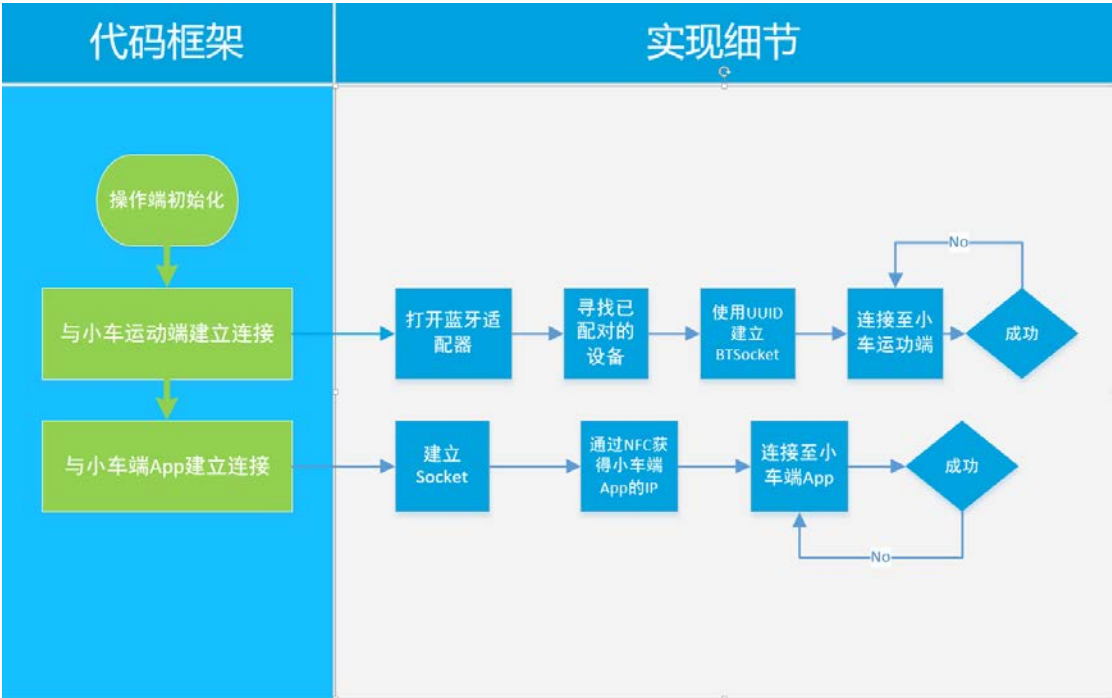 代码框架
实现细节
操作端初始化
No
与小车运动端建立连接
打开蓝牙适
配器
寻找已
配对的
设备
使用UUID
建立
BTSocket
连接至小
车运功端
成功
与小车端App建立连接
建立
Socket
通过NFC获
得小车端
App的IP
连接至小
车端App
成功
No